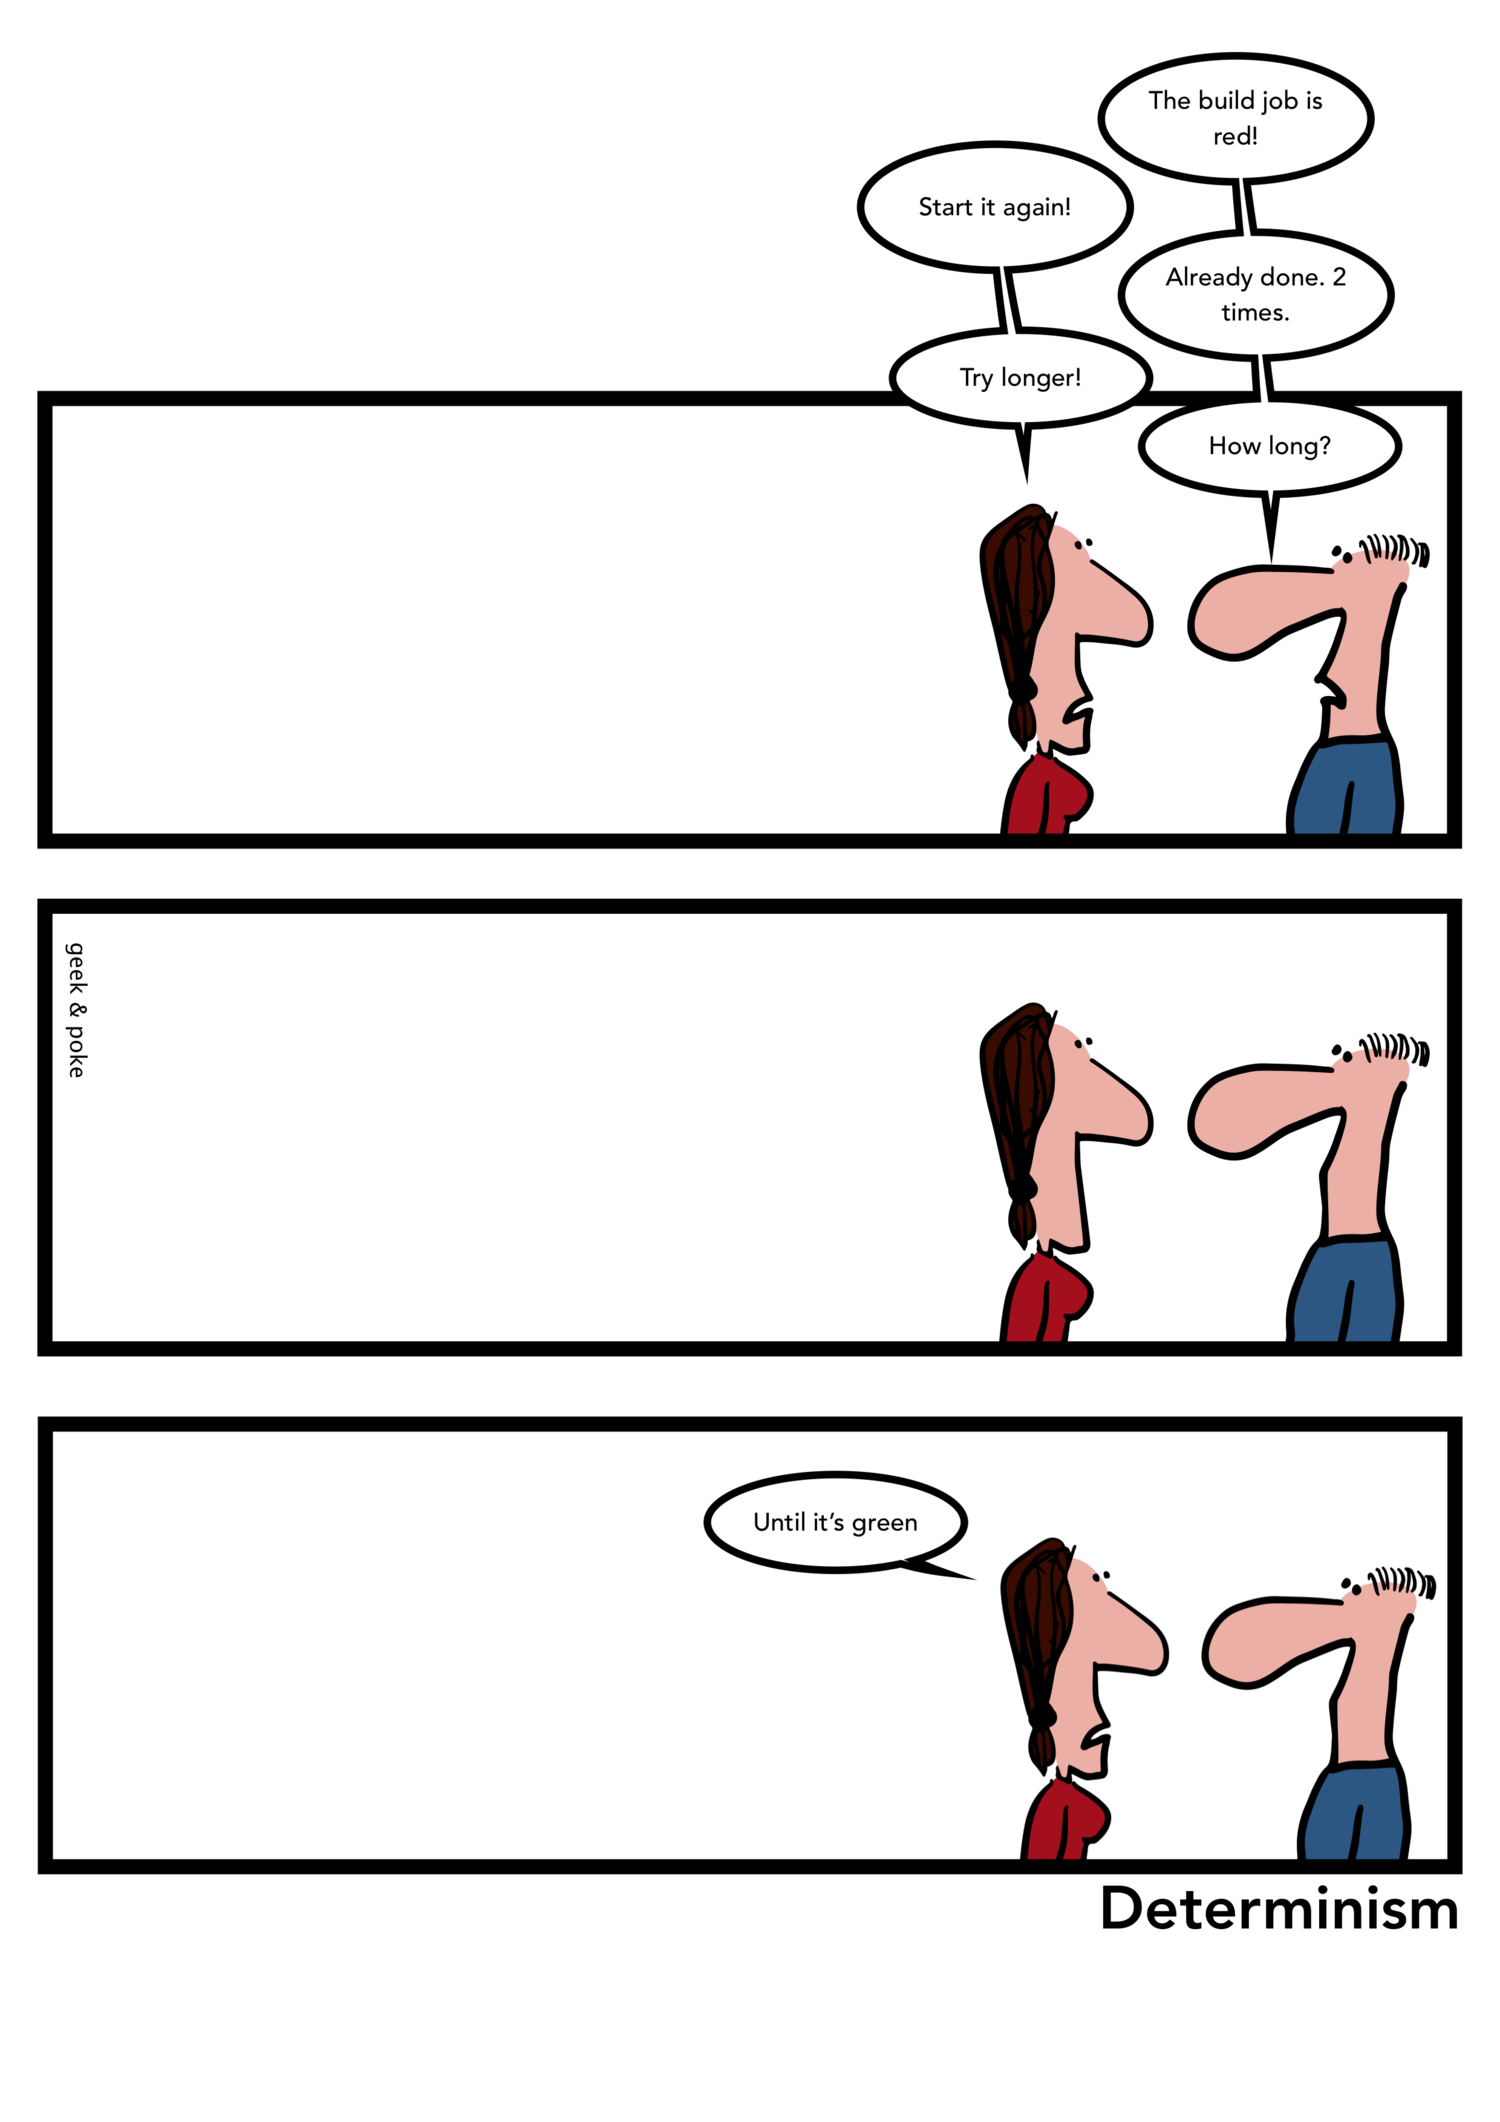 The build job is
red!
Start it again!
Already done. 2
times.
Try longer!
How long?
geek & poke
Until it’s green
Determinism